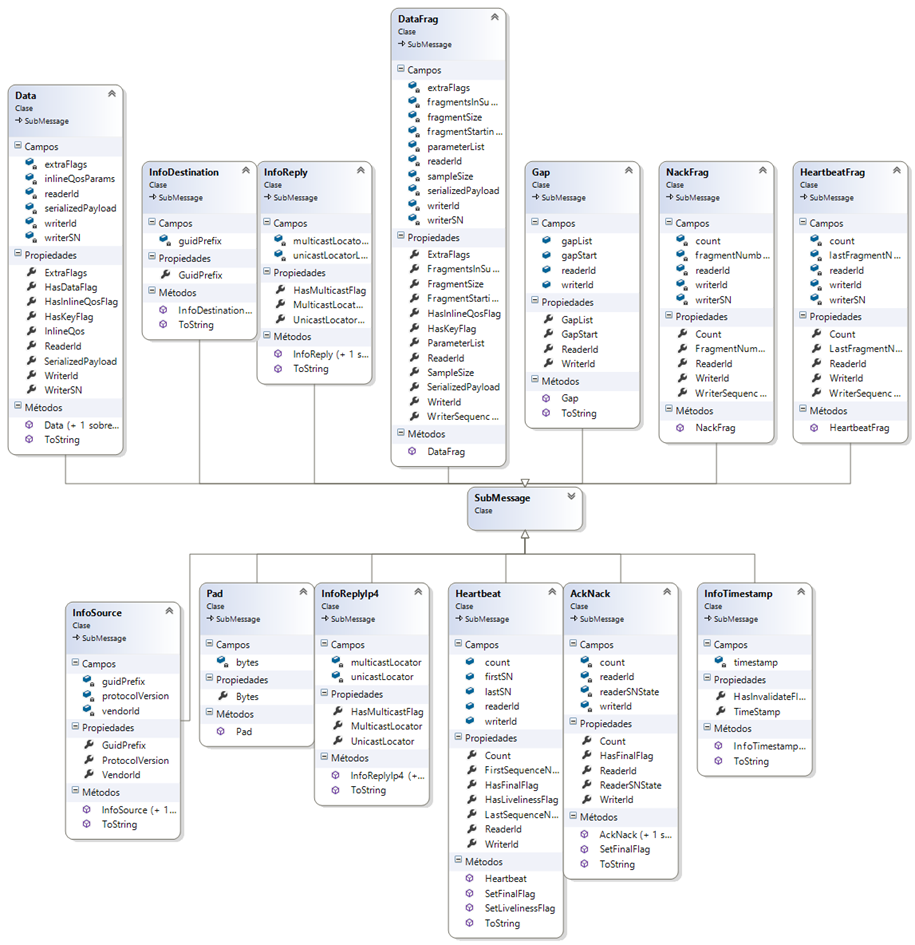 DataFrag
Clase
SubMessage
Campos
extraFlags
fragmentsInSu...
fragmentSize
fragmentStartin...
parameterList
readerId
sampleSize
serializedPayload
writerId
writerSN
Propiedades
ExtraFlags
FragmentsInSu...
FragmentSize
FragmentStarti...
HasInlineQosFlag
HasKeyFlag
ParameterList
ReaderId
SampleSize
SerializedPayload
WriterId
WriterSequenc...
Métodos
DataFrag
Data
Clase
SubMessage
Campos
extraFlags
inlineQosParams
readerId
serializedPayload
writerId
writerSN
Propiedades
ExtraFlags
HasDataFlag
HasInlineQosFlag
HasKeyFlag
InlineQos
ReaderId
SerializedPayload
WriterId
WriterSN
Métodos
Data (+ 1 sobre...
ToString
InfoDestination
Clase
SubMessage
Campos
guidPrefix
Propiedades
GuidPrefix
Métodos
InfoDestination...
ToString
InfoReply
Clase
SubMessage
Campos
multicastLocato...
unicastLocatorL...
Propiedades
HasMulticastFlag
MulticastLocat...
UnicastLocator...
Métodos
InfoReply (+ 1 s...
ToString
Gap
Clase
SubMessage
Campos
gapList
gapStart
readerId
writerId
Propiedades
GapList
GapStart
ReaderId
WriterId
Métodos
Gap
ToString
NackFrag
Clase
SubMessage
Campos
count
fragmentNumb...
readerId
writerId
writerSN
Propiedades
Count
FragmentNum...
ReaderId
WriterId
WriterSequenc...
Métodos
NackFrag
HeartbeatFrag
Clase
SubMessage
Campos
count
lastFragmentN...
readerId
writerId
writerSN
Propiedades
Count
LastFragmentN...
ReaderId
WriterId
WriterSequenc...
Métodos
HeartbeatFrag
SubMessage
Clase
InfoSource
Clase
SubMessage
Campos
guidPrefix
protocolVersion
vendorId
Propiedades
GuidPrefix
ProtocolVersion
VendorId
Métodos
InfoSource (+ 1...
ToString
Pad
Clase
SubMessage
Campos
bytes
Propiedades
Bytes
Métodos
Pad
InfoReplyIp4
Clase
SubMessage
Campos
multicastLocator
unicastLocator
Propiedades
HasMulticastFlag
MulticastLocator
UnicastLocator
Métodos
InfoReplyIp4 (+...
ToString
Heartbeat
Clase
SubMessage
Campos
count
firstSN
lastSN
readerId
writerId
Propiedades
Count
FirstSequenceN...
HasFinalFlag
HasLivelinessFlag
LastSequenceN...
ReaderId
WriterId
Métodos
Heartbeat
SetFinalFlag
SetLivelinessFlag
ToString
AckNack
Clase
SubMessage
Campos
count
readerId
readerSNState
writerId
Propiedades
Count
HasFinalFlag
ReaderId
ReaderSNState
WriterId
Métodos
AckNack (+ 1 s...
SetFinalFlag
ToString
InfoTimestamp
Clase
SubMessage
Campos
timestamp
Propiedades
HasInvalidateFl...
TimeStamp
Métodos
InfoTimestamp...
ToString